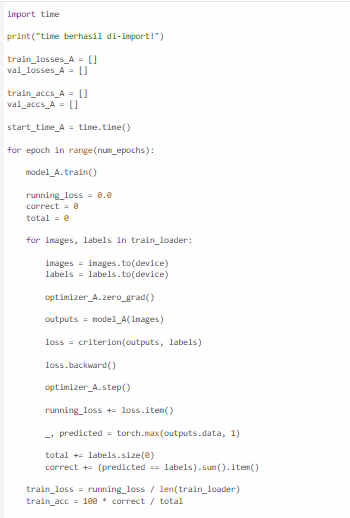 import time
print("time berhasil di-import!")
train_losses_A = []
val_losses_A = []
train_accs_A = []
val_accs_A = []
start_time_A = time.time()
for epoch in range(num_epochs):
    model_A.train()
    running_loss = 0.0
    correct = 0
    total = 0
    for images, labels in train_loader:
        images = images.to(device)
        labels = labels.to(device)
        optimizer_A.zero_grad()
        outputs = model_A(images)
        loss = criterion(outputs, labels)
        loss.backward()
        optimizer_A.step()
        running_loss += loss.item()
        _, predicted = torch.max(outputs.data, 1)
        total += labels.size(0)
        correct += (predicted == labels).sum().item()
    train_loss = running_loss / len(train_loader)
    train_acc = 100 * correct / total